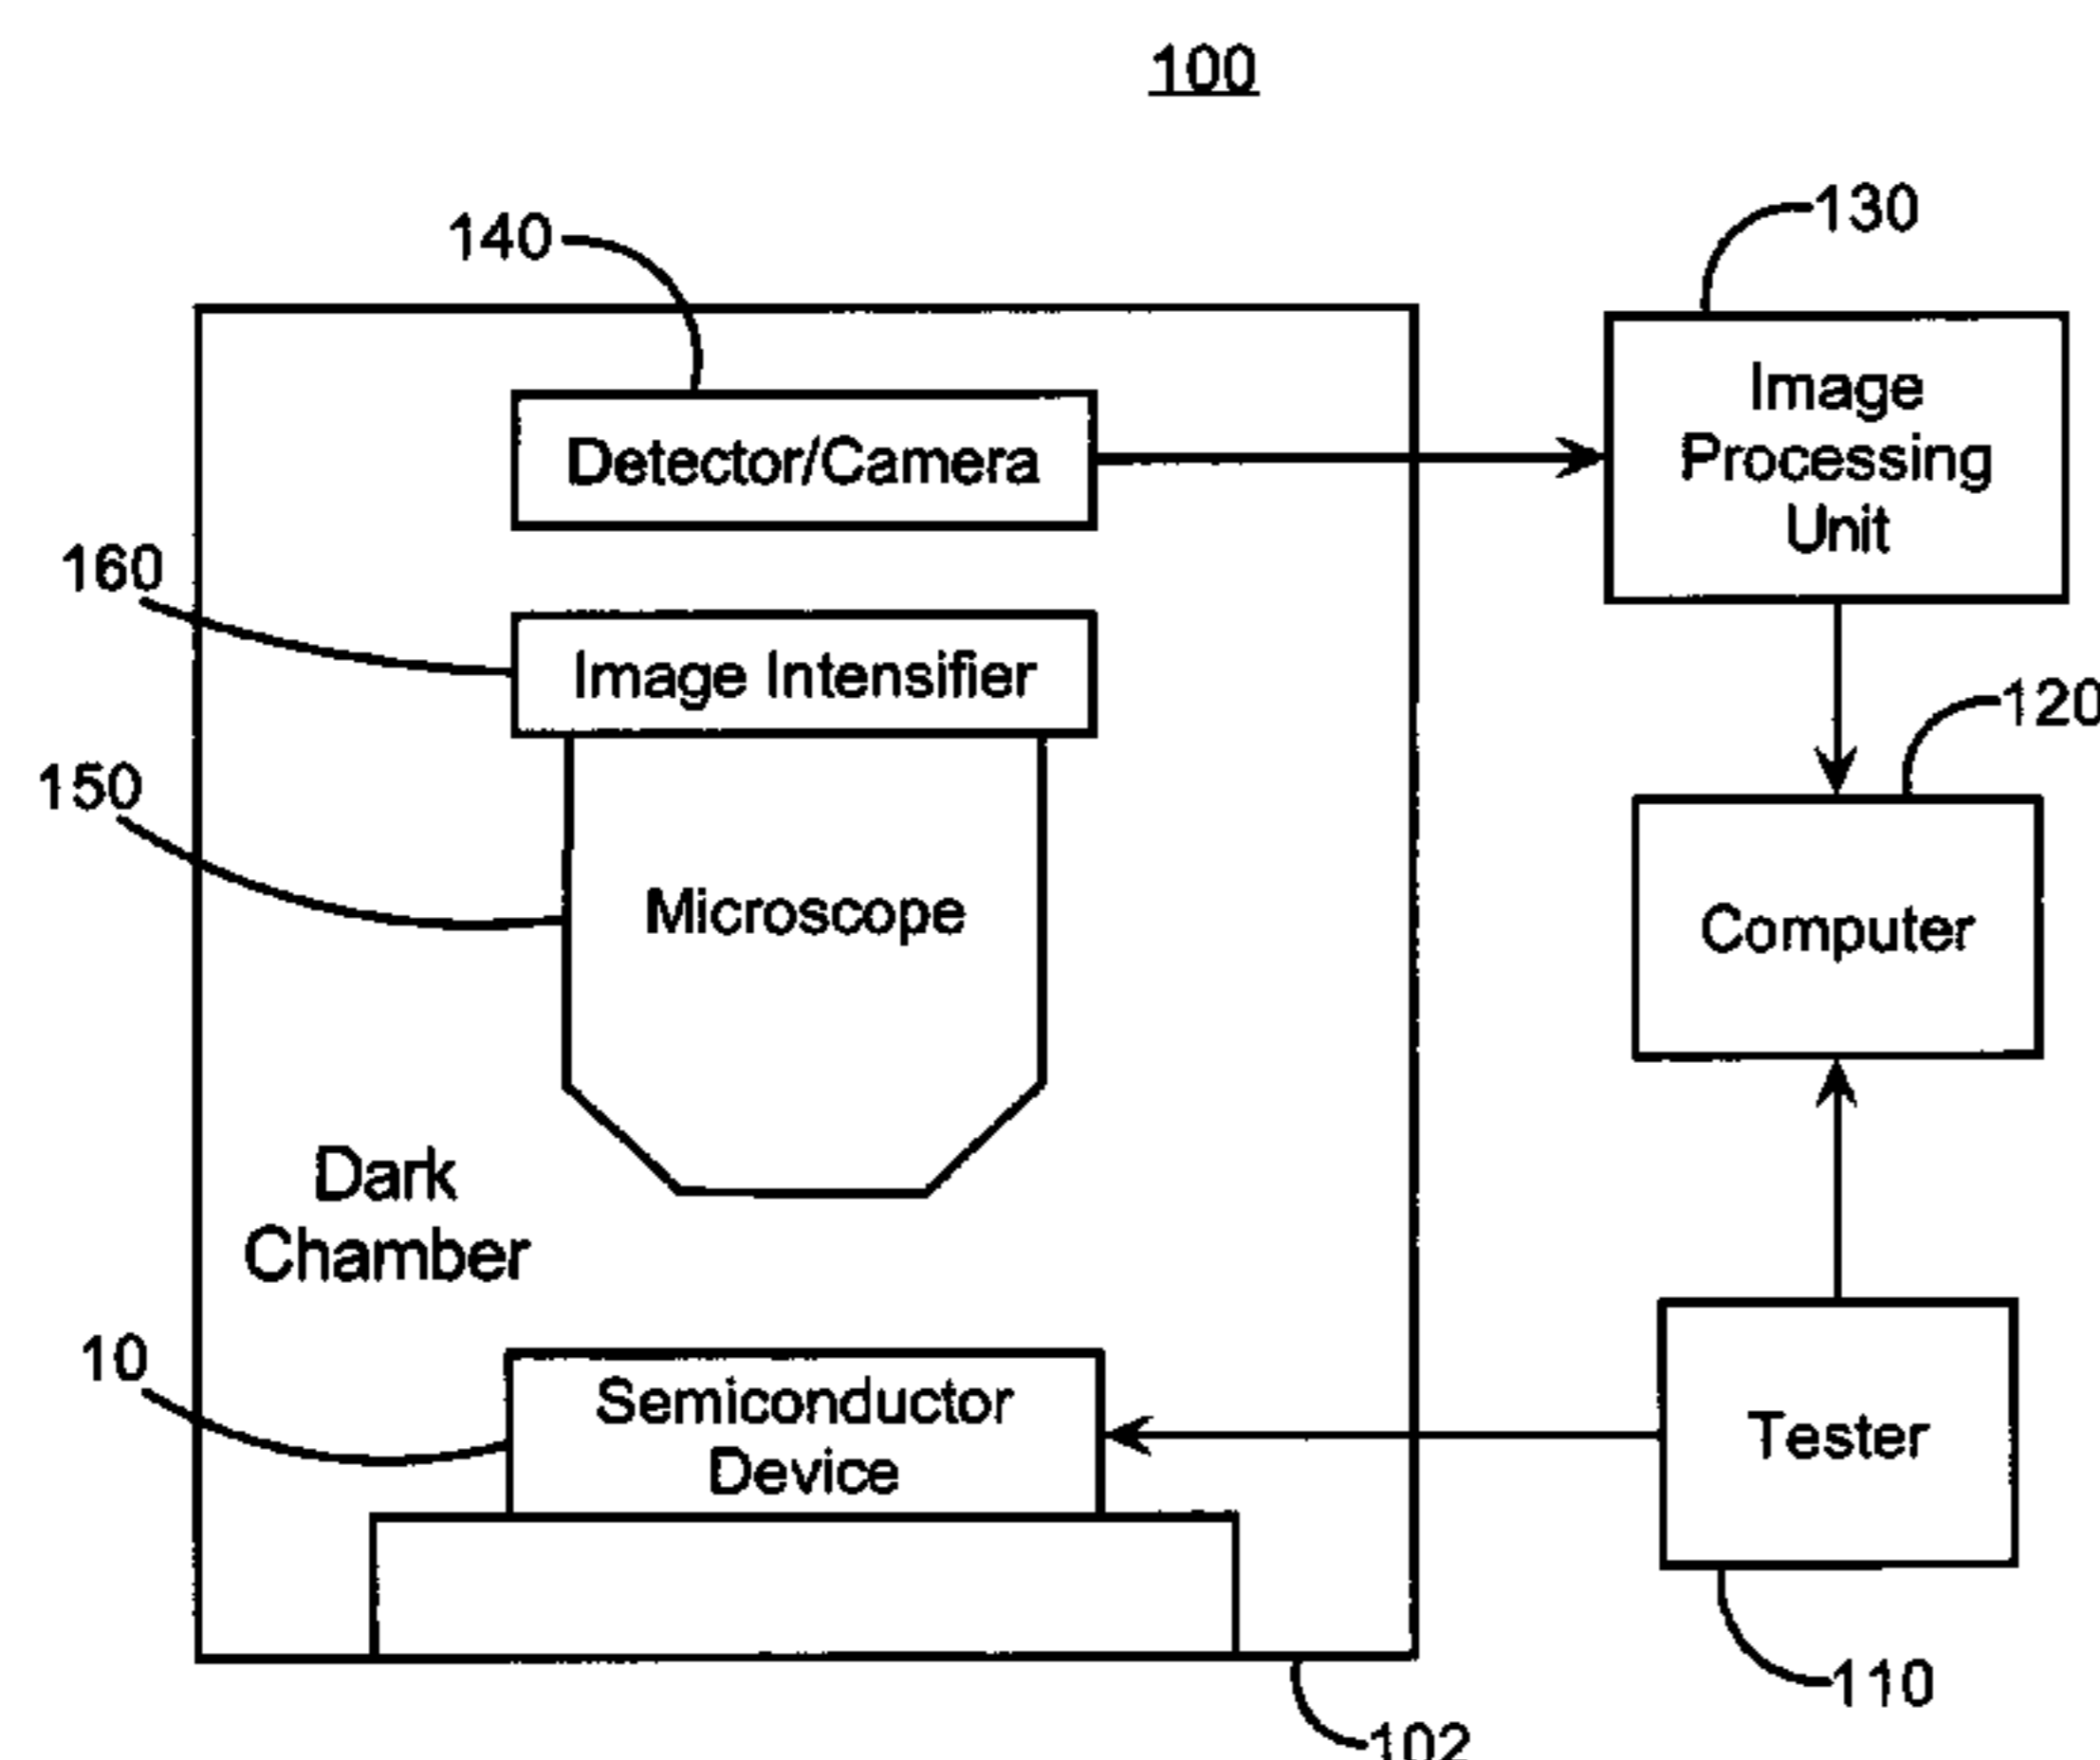 100
140
130
Detector/Camera
Image
Processing
Unit
160
Image Intensifier
120
150
Microscope
Computer
Dark
Chamber
10
Semiconductor
Device
Tester
110
102